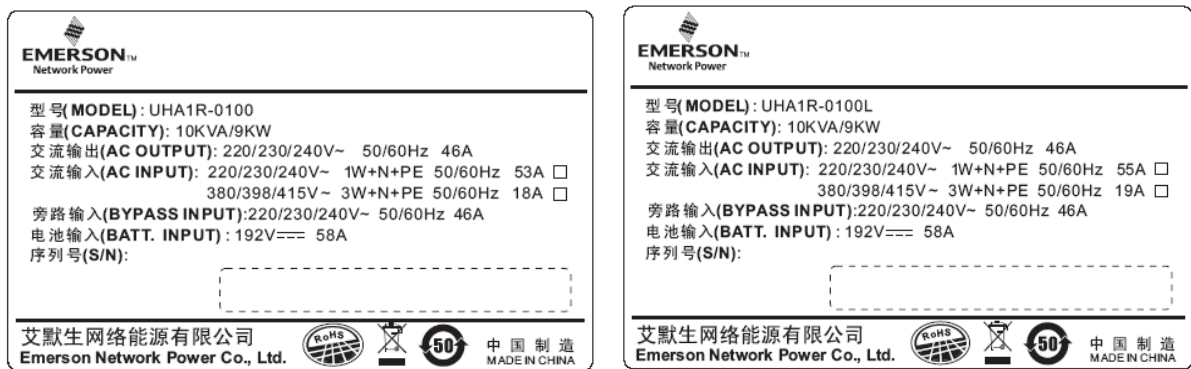 EMERSON™
Network Power
型号(MODEL): UHA1R-0100
容量(CAPACITY): 10KVA/9KW
交流输出(AC OUTPUT): 220/230/240V~ 50/60Hz 46A
交流输入(AC INPUT): 220/230/240V~ 1W+N+PE 50/60Hz 53A □
380/398/415V~ 3W+N+PE 50/60Hz 18A □
旁路输入(BYPASS INPUT):220/230/240V~ 50/60Hz 46A
电池输入(BATT. INPUT) : 192V⎓ 58A
序列号(S/N):
艾默生网络能源有限公司
Emerson Network Power Co., Ltd.
RoHS
50
中国制造
MADE IN CHINA
EMERSON™
Network Power
型号(MODEL): UHA1R-0100L
容量(CAPACITY): 10KVA/9KW
交流输出(AC OUTPUT): 220/230/240V~ 50/60Hz 46A
交流输入(AC INPUT): 220/230/240V~ 1W+N+PE 50/60Hz 55A □
380/398/415V~ 3W+N+PE 50/60Hz 19A □
旁路输入(BYPASS INPUT):220/230/240V~ 50/60Hz 46A
电池输入(BATT. INPUT) : 192V⎓ 58A
序列号(S/N):
艾默生网络能源有限公司
Emerson Network Power Co., Ltd.
RoHS
50
中国制造
MADE IN CHINA